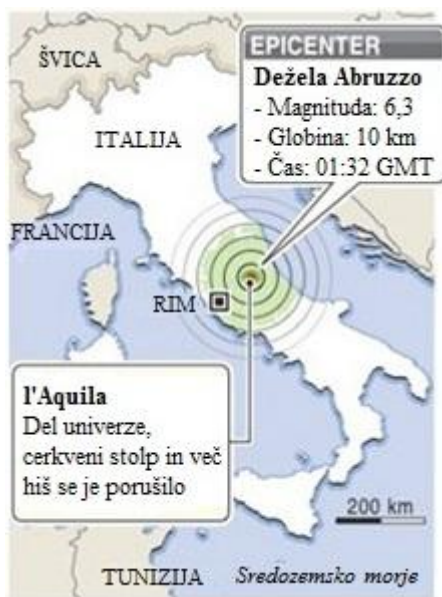 ŠVICA
EPICENTER
Dežela Abruzzo
- Magnituda: 6,3
- Globina: 10 km
- Čas: 01:32 GMT
ITALIJA
FRANCIJA
RIM
l'Aquila
Del univerze,
cerkveni stolp in več
hiš se je porušilo
200 km
TUNIZIJA
Sredozemsko morje